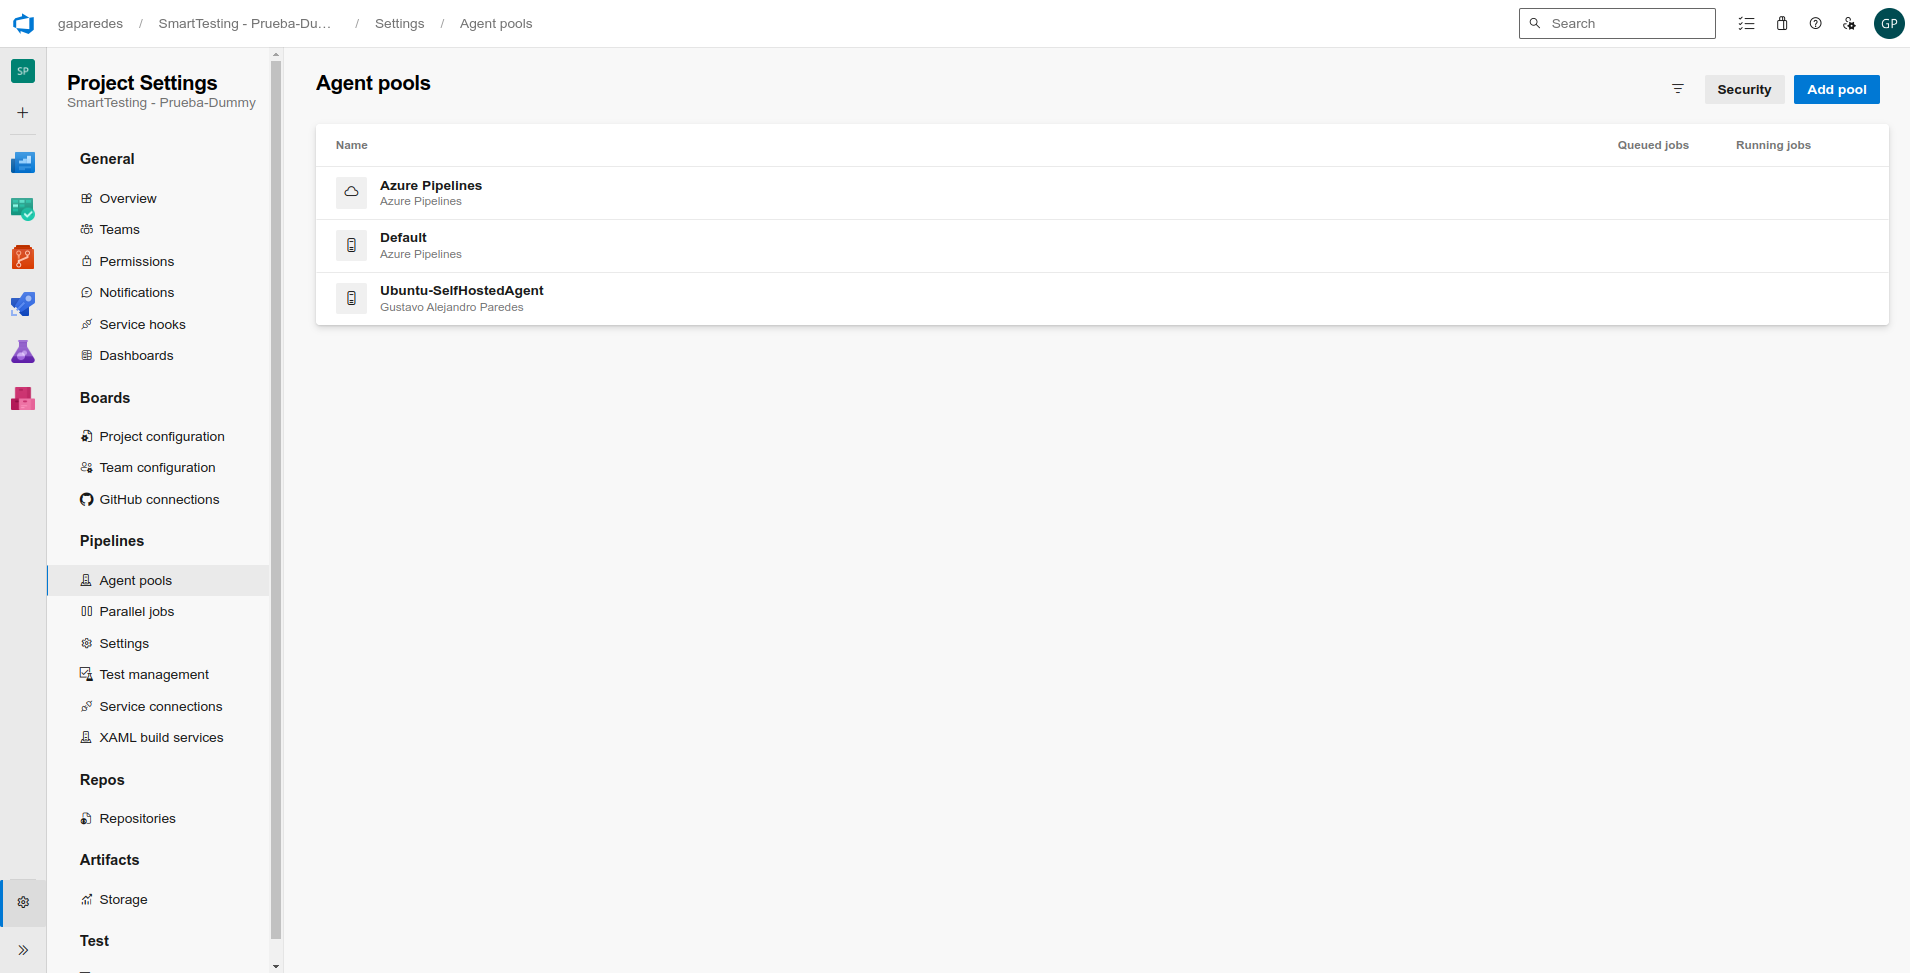 gaparedes / SmartTesting - Prueba-Du... / Settings / Agent pools
Search
GP
SP
Project Settings
SmartTesting - Prueba-Dummy
General
Overview
Teams
Permissions
Notifications
Service hooks
Dashboards
Boards
Project configuration
Team configuration
GitHub connections
Pipelines
Agent pools
Parallel jobs
Settings
Test management
Service connections
XAML build services
Repos
Repositories
Artifacts
Storage
Test
Agent pools
Security
Add pool
Name Queued jobs Running jobs
Azure Pipelines
Azure Pipelines
Default
Azure Pipelines
Ubuntu-SelfHostedAgent
Gustavo Alejandro Paredes